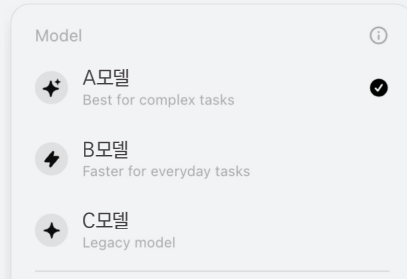 Model
A모델
Best for complex tasks
B모델
Faster for everyday tasks
C모델
Legacy model